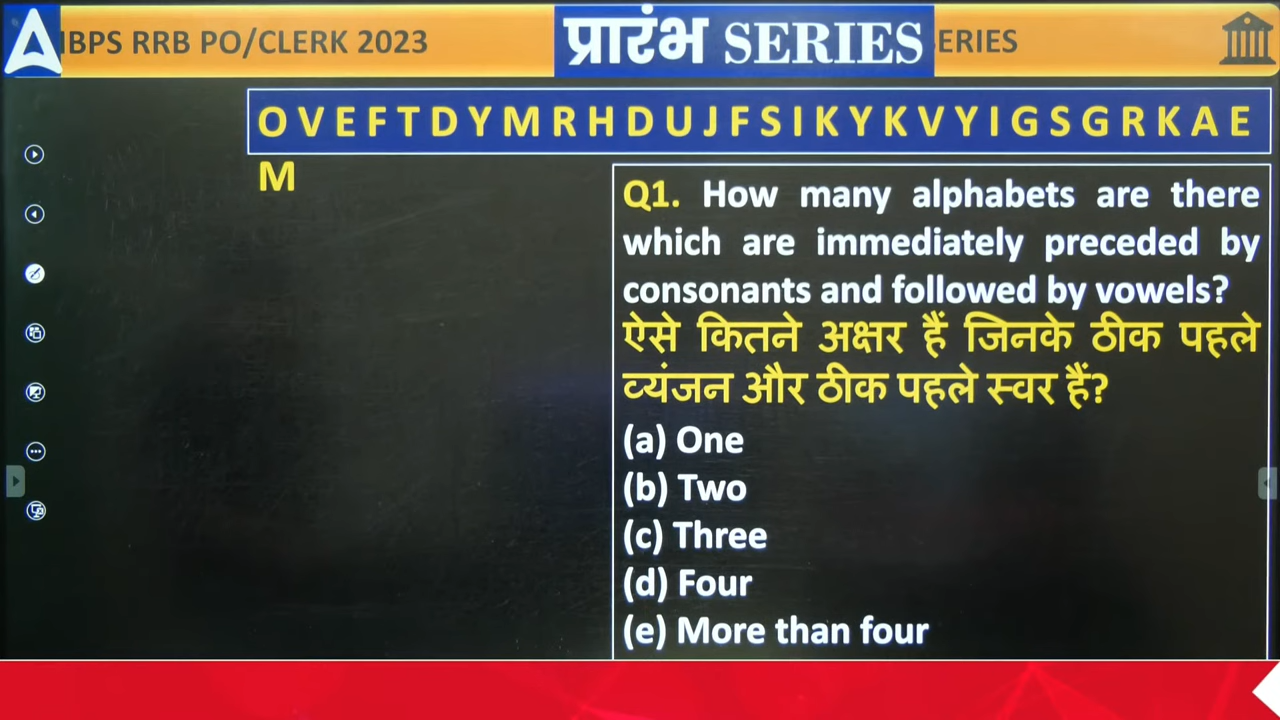 IBPS RRB PO/CLERK 2023
प्रारंभ SERIES
ERIES
O V E F T D Y M R H D U J F S I K Y K V Y I G S G R K A E
M
Q1. How many alphabets are there
which are immediately preceded by
consonants and followed by vowels?
ऐसे कितने अक्षर हैं जिनके ठीक पहले
व्यंजन और ठीक पहले स्वर हैं?
(a) One
(b) Two
(c) Three
(d) Four
(e) More than four